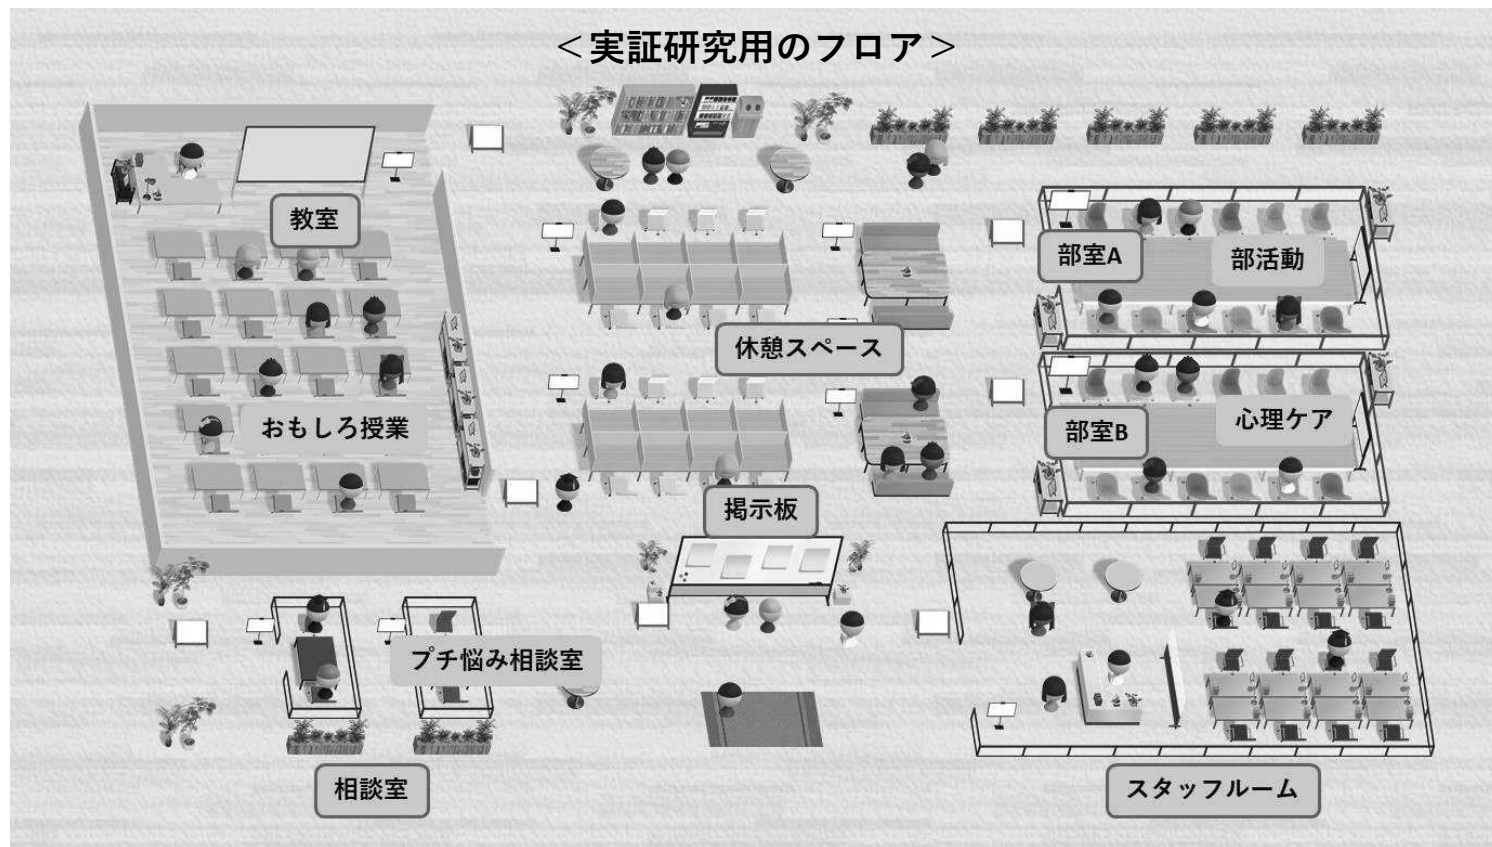 ＜実証研究用のフロア＞
教室
部室A
部活動
休憩スペース
おもしろ授業
部室B
心理ケア
掲示板
プチ悩み相談室
相談室
スタッフルーム